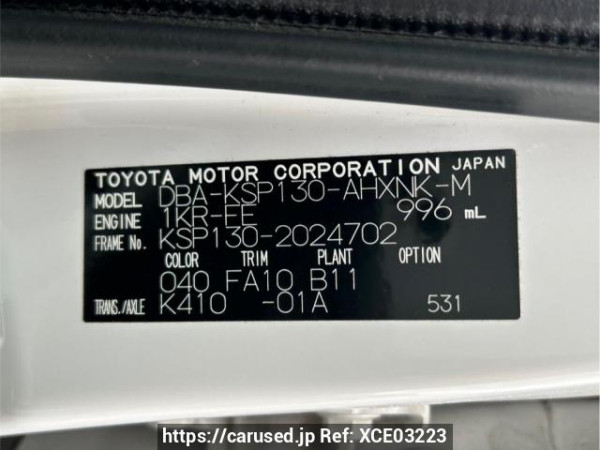 TOYOTA MOTOR CORPORATION JAPAN
MODEL DBA-KSP130-AHXNK-M
ENGINE 1KR-FE 996 mL
FRAME No. KSP130-2024702
COLOR TRIM PLANT OPTION
040 FA10 B11
TRANS./AXLE K410 -01A 531
https://carused.jp Ref: XCE03223